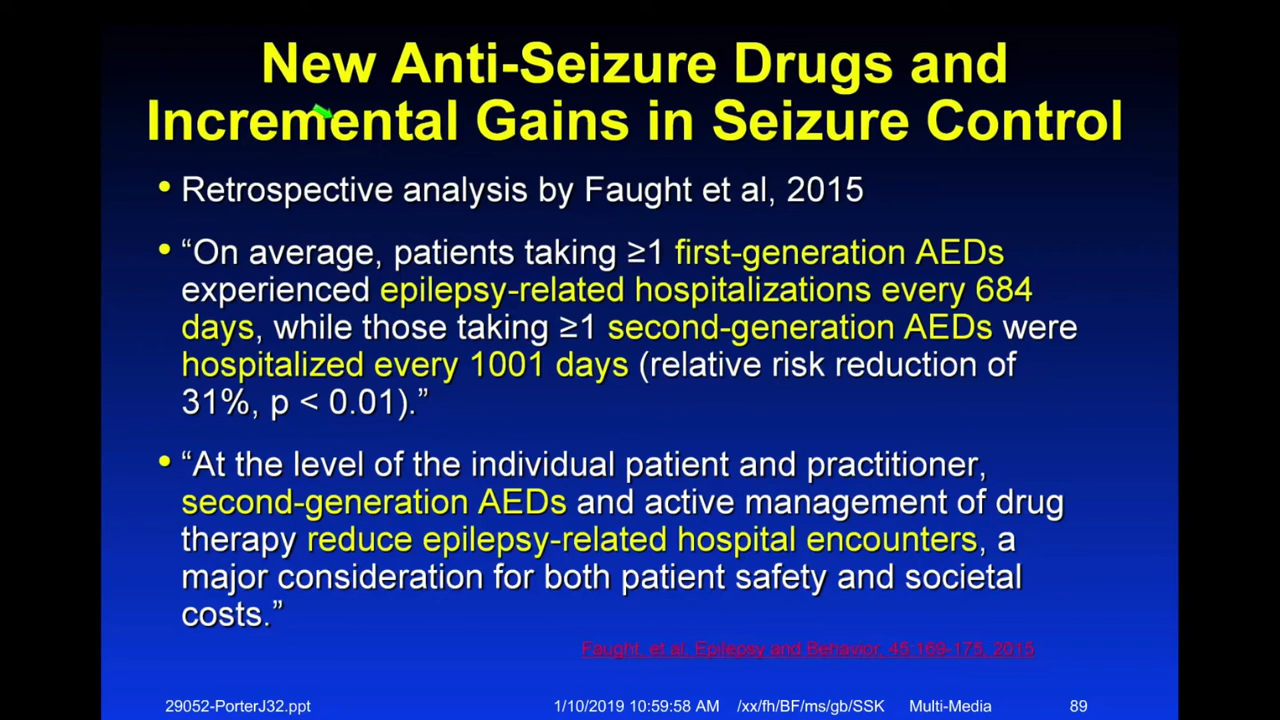 New Anti-Seizure Drugs and
Incremental Gains in Seizure Control
• Retrospective analysis by Faught et al, 2015
• “On average, patients taking ≥1 first-generation AEDs
experienced epilepsy-related hospitalizations every 684
days, while those taking ≥1 second-generation AEDs were
hospitalized every 1001 days (relative risk reduction of
31%, p < 0.01).”
• “At the level of the individual patient and practitioner,
second-generation AEDs and active management of drug
therapy reduce epilepsy-related hospital encounters, a
major consideration for both patient safety and societal
costs.”
Faught, et al, Epilepsy and Behavior, 45:169-175, 2015
29052-PorterJ32.ppt 1/10/2019 10:59:58 AM /xx/fh/BF/ms/gb/SSK Multi-Media 89